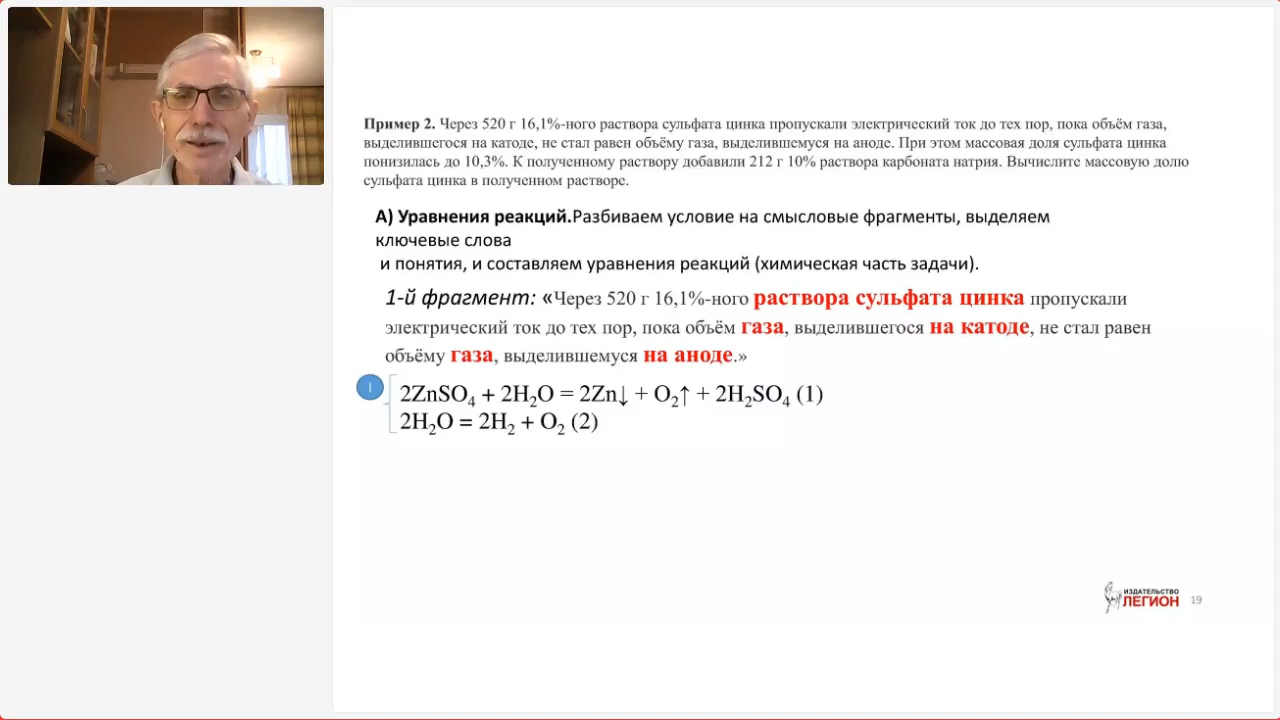 Пример 2. Через 520 г 16,1%-ного раствора сульфата цинка пропускали электрический ток до тех пор, пока объём газа,
выделившегося на катоде, не стал равен объёму газа, выделившемуся на аноде. При этом массовая доля сульфата цинка
понизилась до 10,3%. К полученному раствору добавили 212 г 10% раствора карбоната натрия. Вычислите массовую долю
сульфата цинка в полученном растворе.
А) Уравнения реакций.Разбиваем условие на смысловые фрагменты, выделяем
ключевые слова
и понятия, и составляем уравнения реакций (химическая часть задачи).
1-й фрагмент: «Через 520 г 16,1%-ного раствора сульфата цинка пропускали
электрический ток до тех пор, пока объём газа, выделившегося на катоде, не стал равен
объёму газа, выделившемуся на аноде.»
I
2ZnSO₄ + 2H₂O = 2Zn↓ + O₂↑ + 2H₂SO₄ (1)
2H₂O = 2H₂ + O₂ (2)
ИЗДАТЕЛЬСТВО
ЛЕГИОН
19